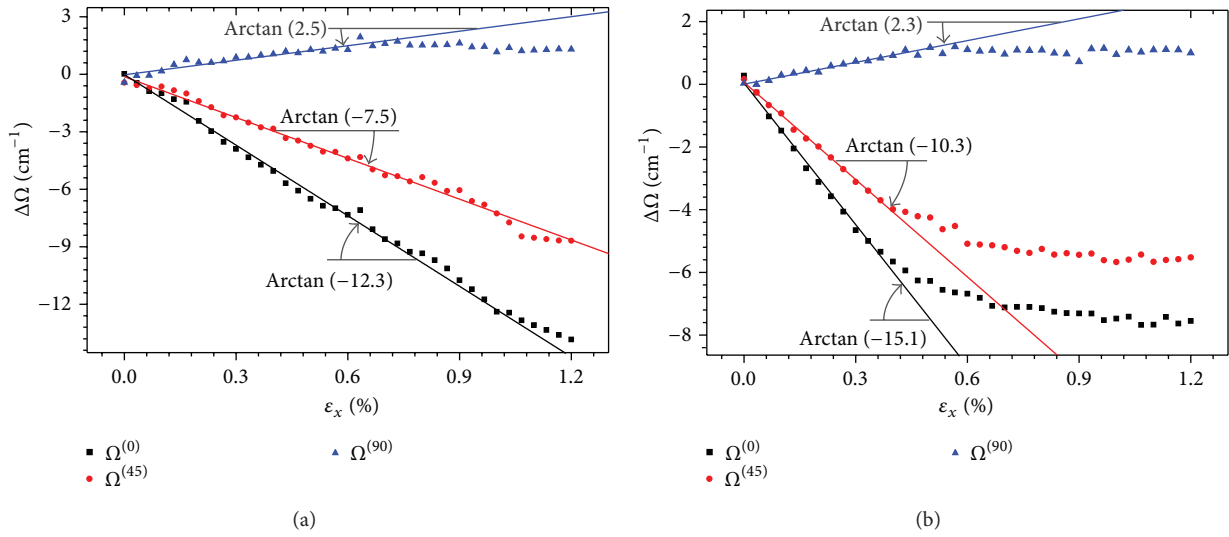 3
0
−3
−6
−9
−12
ΔΩ (cm⁻¹)
Arctan (2.5)
Arctan (−7.5)
Arctan (−12.3)
0.0 0.3 0.6 0.9 1.2
εₓ (%)
Ω⁽⁰⁾ Ω⁽⁹⁰⁾
Ω⁽⁴⁵⁾
(a)
2
0
−2
−4
−6
−8
ΔΩ (cm⁻¹)
Arctan (2.3)
Arctan (−10.3)
Arctan (−15.1)
0.0 0.3 0.6 0.9 1.2
εₓ (%)
Ω⁽⁰⁾ Ω⁽⁹⁰⁾
Ω⁽⁴⁵⁾
(b)